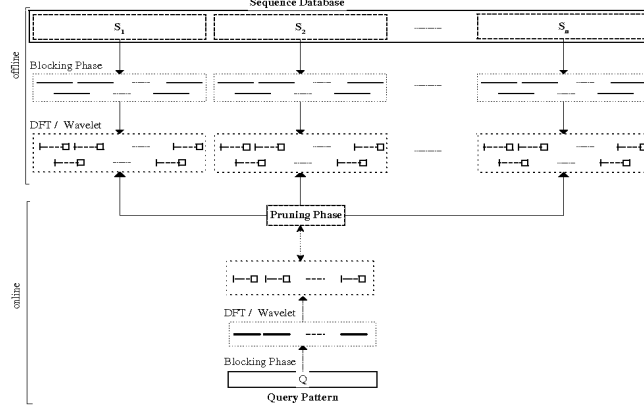 Sequence Database
S1
S2
Sn
offline
Blocking Phase
DFT / Wavelet
Pruning Phase
online
DFT / Wavelet
Blocking Phase
Q
Query Pattern